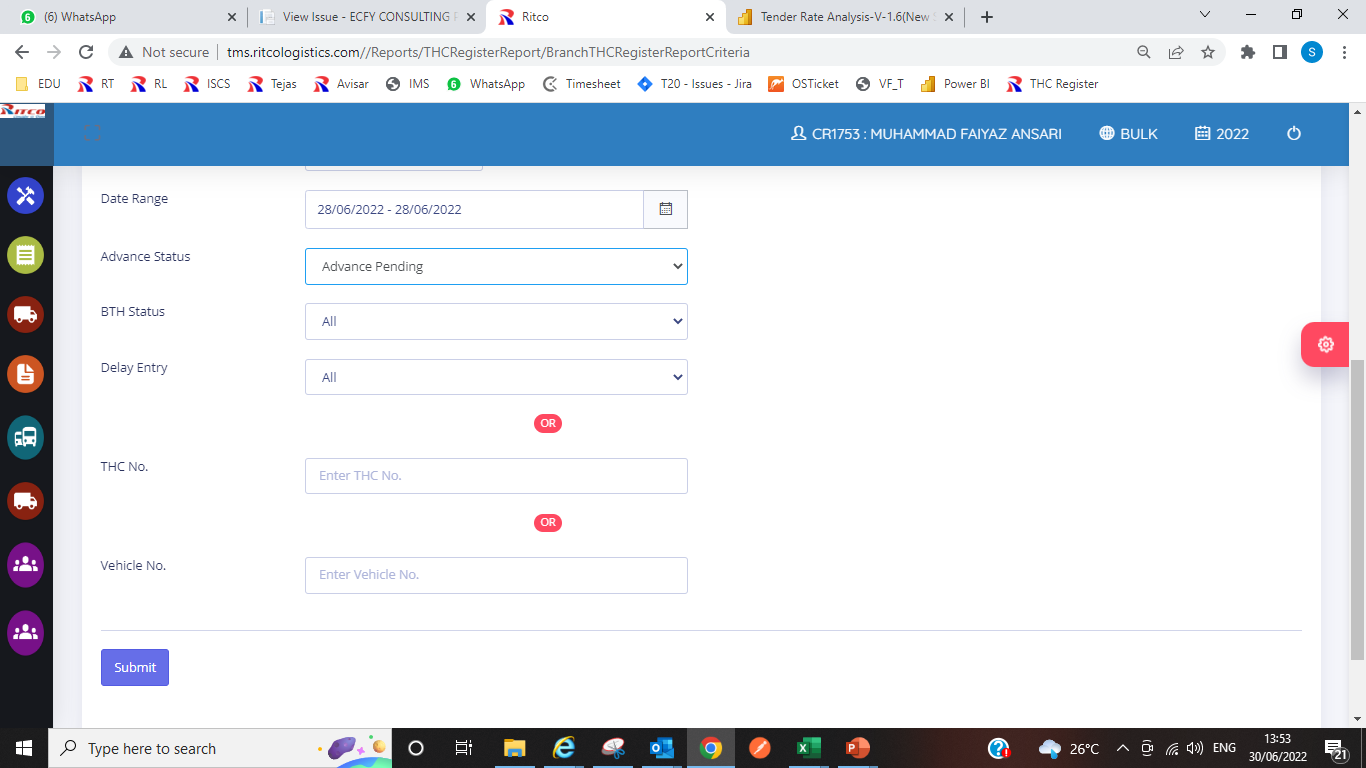 (6) WhatsApp
View Issue - ECFY CONSULTING
Ritco
Tender Rate Analysis-V-1.6(New
Not secure
tms.ritcologistics.com//Reports/THCRegisterReport/BranchTHCRegisterReportCriteria
S
EDU RT RL ISCS Tejas Avisar IMS 6 WhatsApp Timesheet T20 - Issues - Jira OSTicket VF_T Power BI THC Register
RITCO
CR1753 : MUHAMMAD FAIYAZ ANSARI BULK 2022
Date Range
28/06/2022 - 28/06/2022
Advance Status
Advance Pending
BTH Status
All
Delay Entry
All
OR
THC No.
Enter THC No.
OR
Vehicle No.
Enter Vehicle No.
Submit
Type here to search
26°C
ENG
13:53
30/06/2022
21